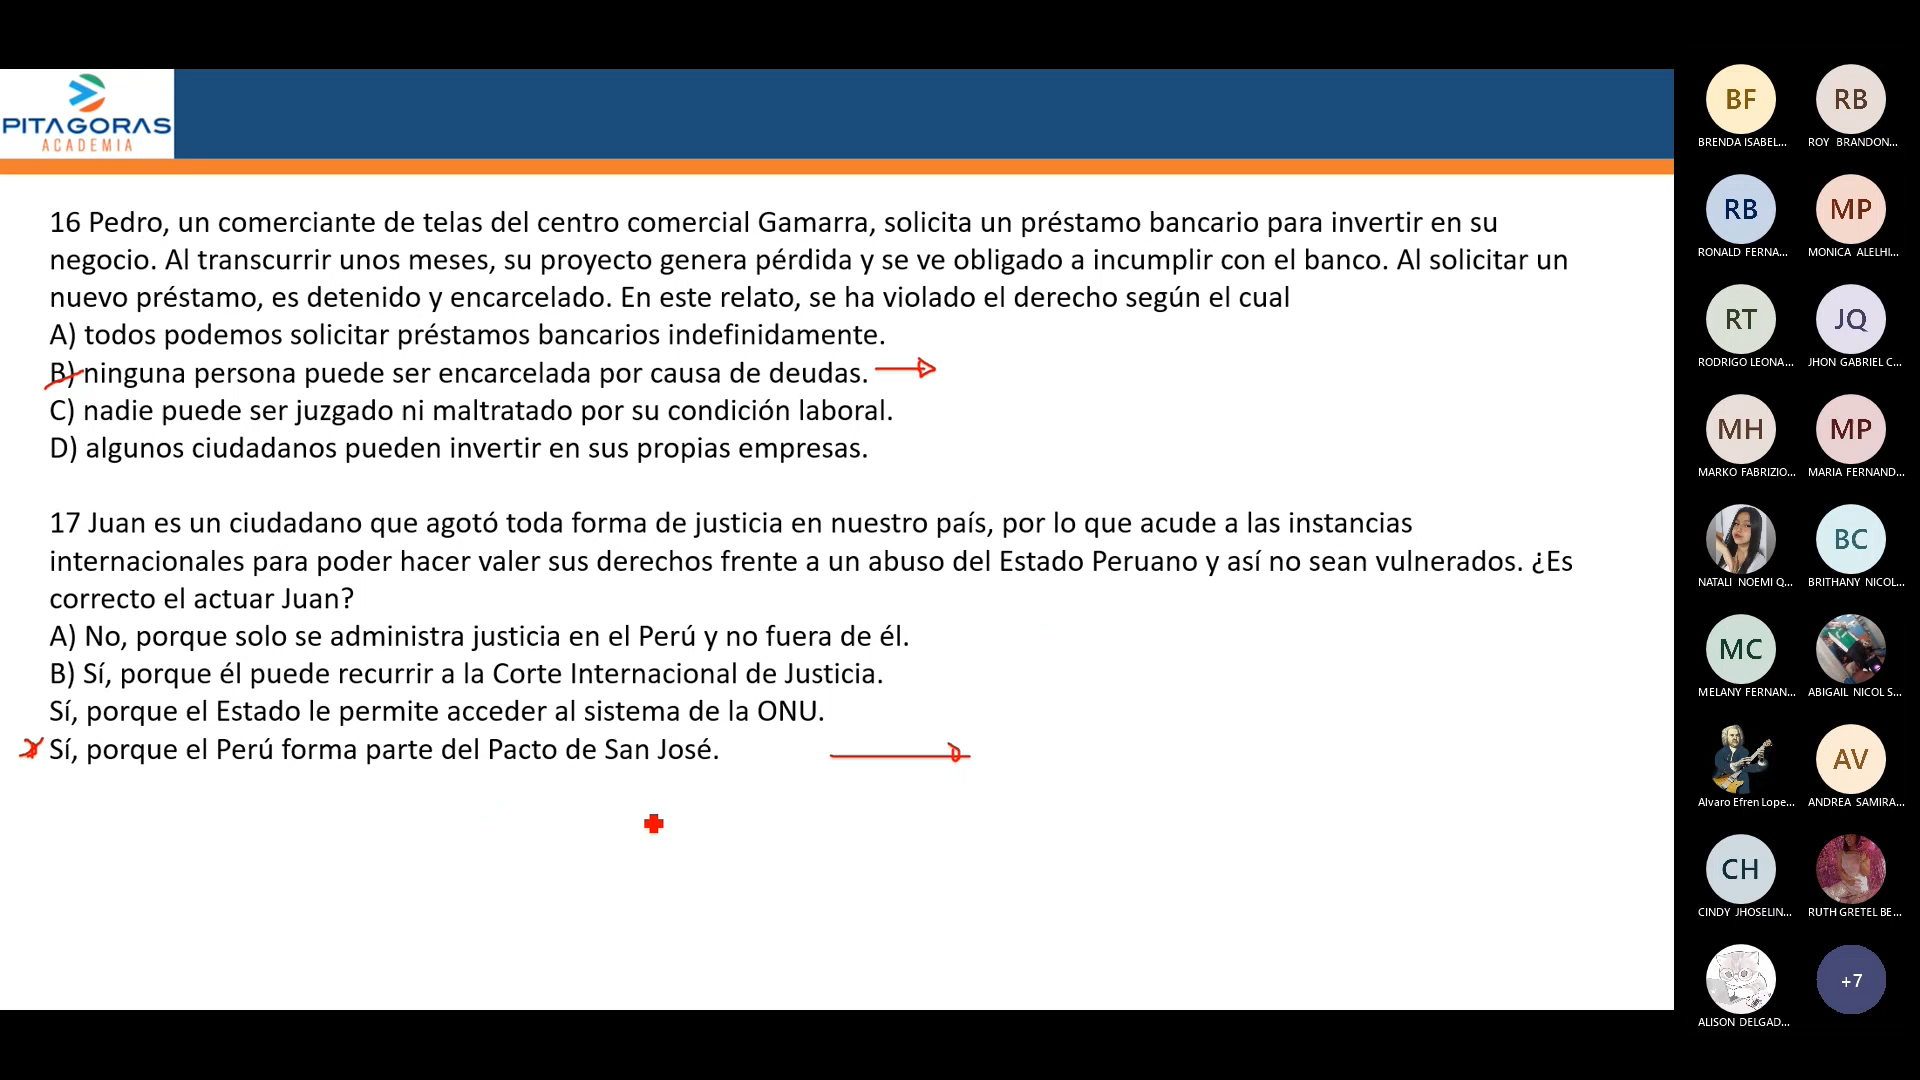 PITAGORAS
ACADEMIA
16 Pedro, un comerciante de telas del centro comercial Gamarra, solicita un préstamo bancario para invertir en su
negocio. Al transcurrir unos meses, su proyecto genera pérdida y se ve obligado a incumplir con el banco. Al solicitar un
nuevo préstamo, es detenido y encarcelado. En este relato, se ha violado el derecho según el cual
A) todos podemos solicitar préstamos bancarios indefinidamente.
B) ninguna persona puede ser encarcelada por causa de deudas.
C) nadie puede ser juzgado ni maltratado por su condición laboral.
D) algunos ciudadanos pueden invertir en sus propias empresas.
17 Juan es un ciudadano que agotó toda forma de justicia en nuestro país, por lo que acude a las instancias
internacionales para poder hacer valer sus derechos frente a un abuso del Estado Peruano y así no sean vulnerados. ¿Es
correcto el actuar Juan?
A) No, porque solo se administra justicia en el Perú y no fuera de él.
B) Sí, porque él puede recurrir a la Corte Internacional de Justicia.
Sí, porque el Estado le permite acceder al sistema de la ONU.
Sí, porque el Perú forma parte del Pacto de San José.
BF RB
BRENDA ISABEL... ROY BRANDON...
RB MP
RONALD FERNA... MONICA ALELHI...
RT JQ
RODRIGO LEONA... JHON GABRIEL C...
MH MP
MARKO FABRIZIO... MARIA FERNAND...
BC
NATALI NOEMI Q... BRITHANY NICOL...
MC
MELANY FERNAN... ABIGAIL NICOL S...
AV
Alvaro Efren Lope... ANDREA SAMIRA...
CH
CINDY JHOSELIN... RUTH GRETEL BE...
+7
ALISON DELGAD...